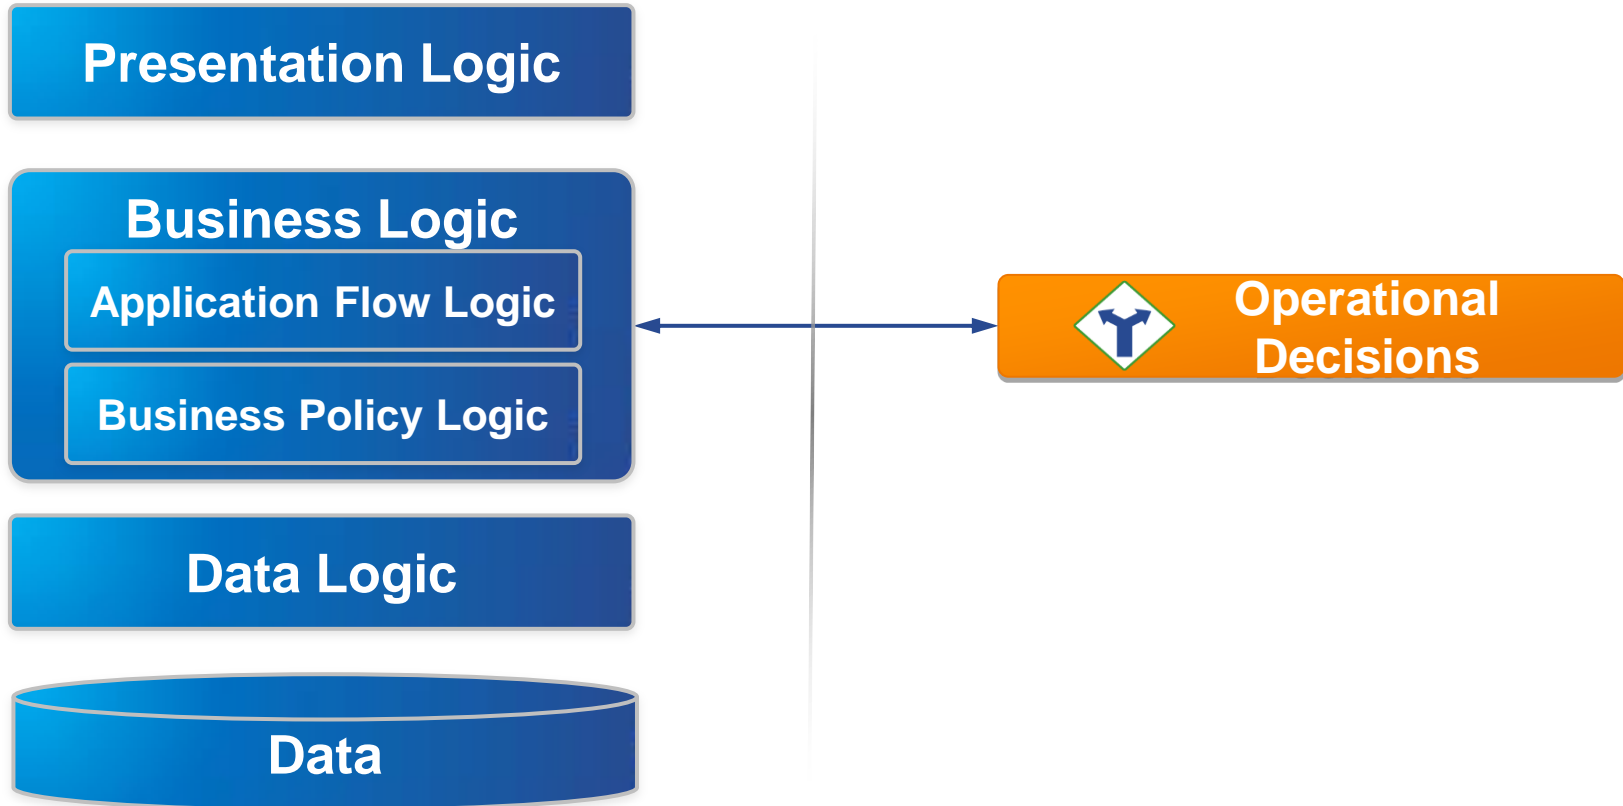 Presentation Logic
Business Logic
Application Flow Logic
Business Policy Logic
Data Logic
Data
Operational
Decisions